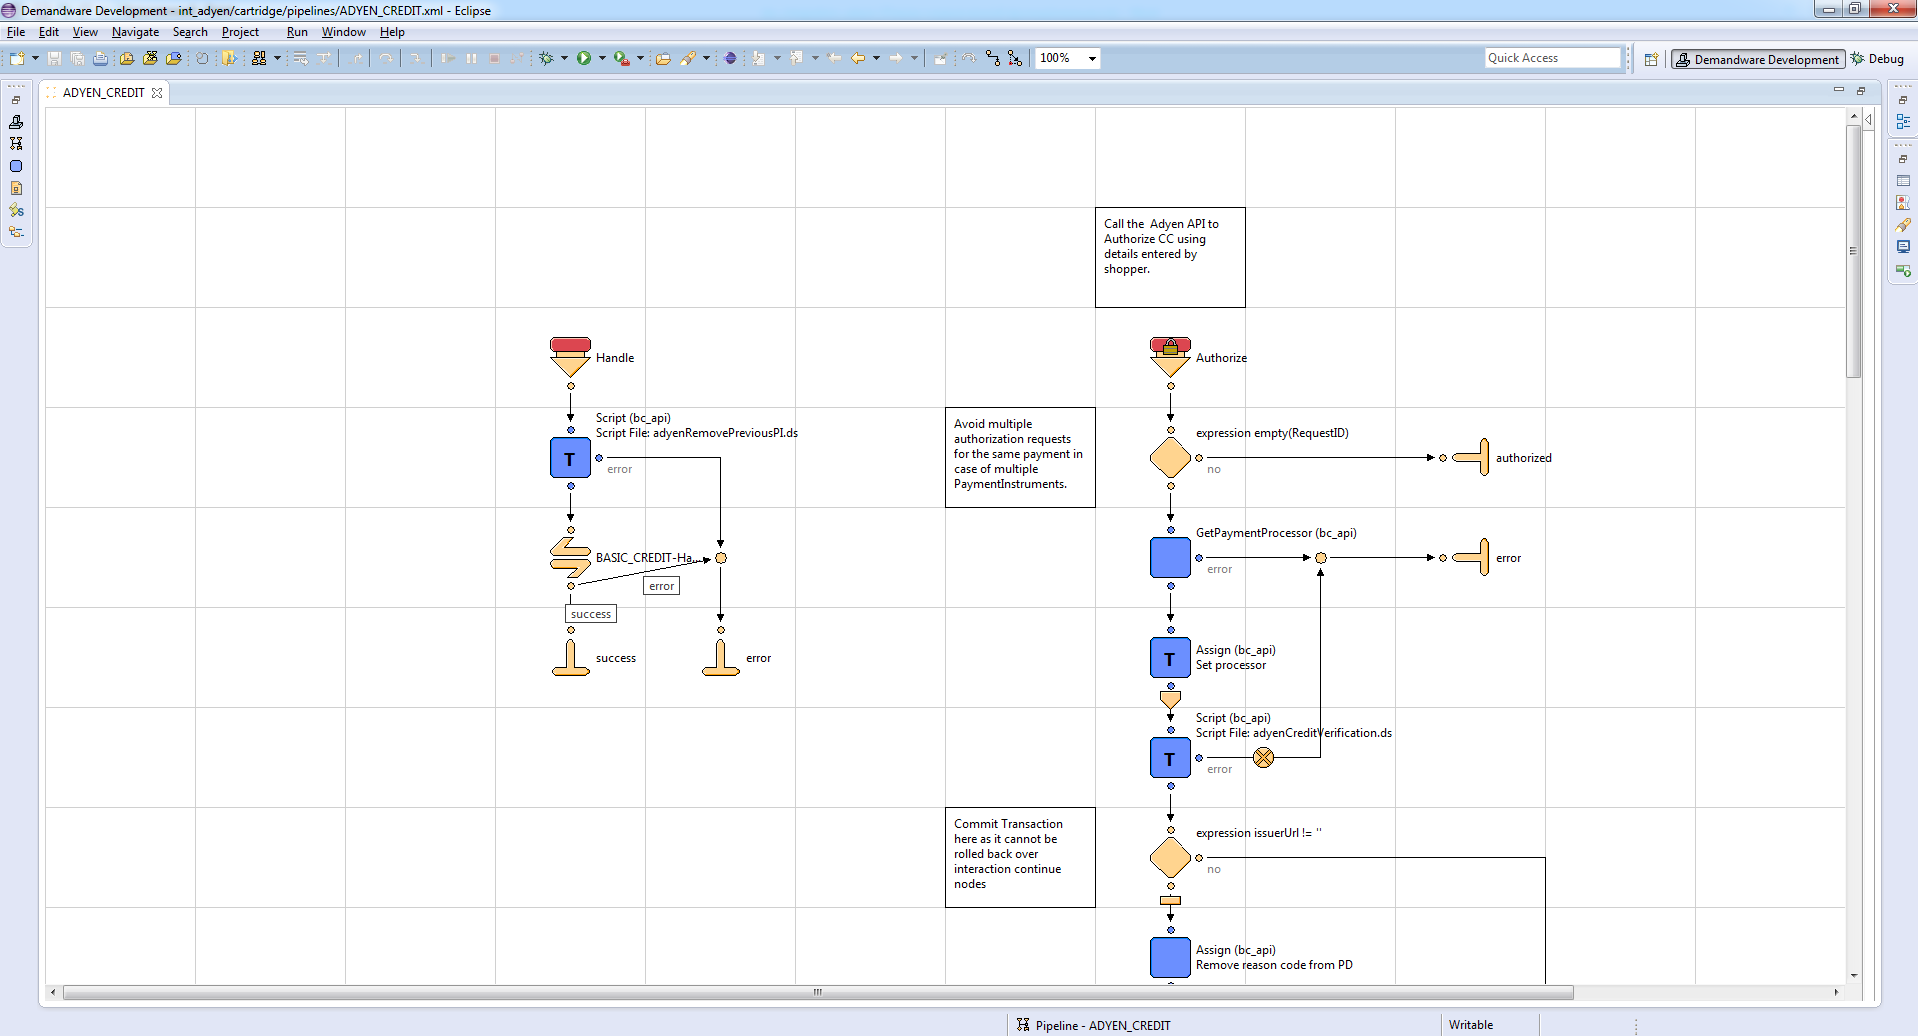 Demandware Development - int_adyen/cartridge/pipelines/ADYEN_CREDIT.xml - Eclipse
File Edit View Navigate Search Project Run Window Help
100%
Quick Access
Demandware Development
Debug
ADYEN_CREDIT
Call the Adyen API to
Authorize CC using
details entered by
shopper.
Handle
Script (bc_api)
Script File: adyenRemovePreviousPI.ds
T
error
BASIC_CREDIT-Ha...
error
success
success
error
Authorize
Avoid multiple
authorization requests
for the same payment in
case of multiple
PaymentInstruments.
expression empty(RequestID)
no
authorized
GetPaymentProcessor (bc_api)
error
error
T
Assign (bc_api)
Set processor
Script (bc_api)
Script File: adyenCreditVerification.ds
T
error
Commit Transaction
here as it cannot be
rolled back over
interaction continue
nodes
expression issuerUrl != ''
no
Assign (bc_api)
Remove reason code from PD
Pipeline - ADYEN_CREDIT
Writable